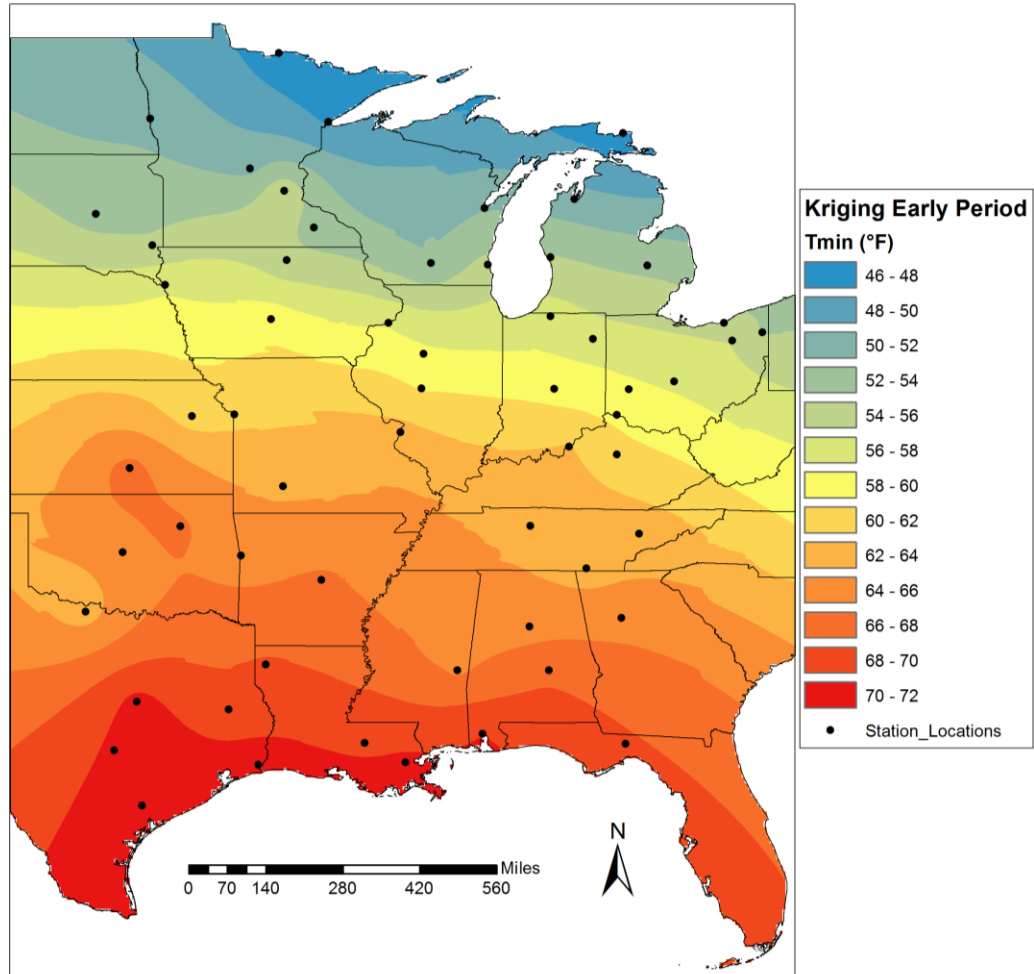 Kriging Early Period
Tmin (°F)
46 - 48
48 - 50
50 - 52
52 - 54
54 - 56
56 - 58
58 - 60
60 - 62
62 - 64
64 - 66
66 - 68
68 - 70
70 - 72
Station_Locations
N
Miles
0 70 140 280 420 560